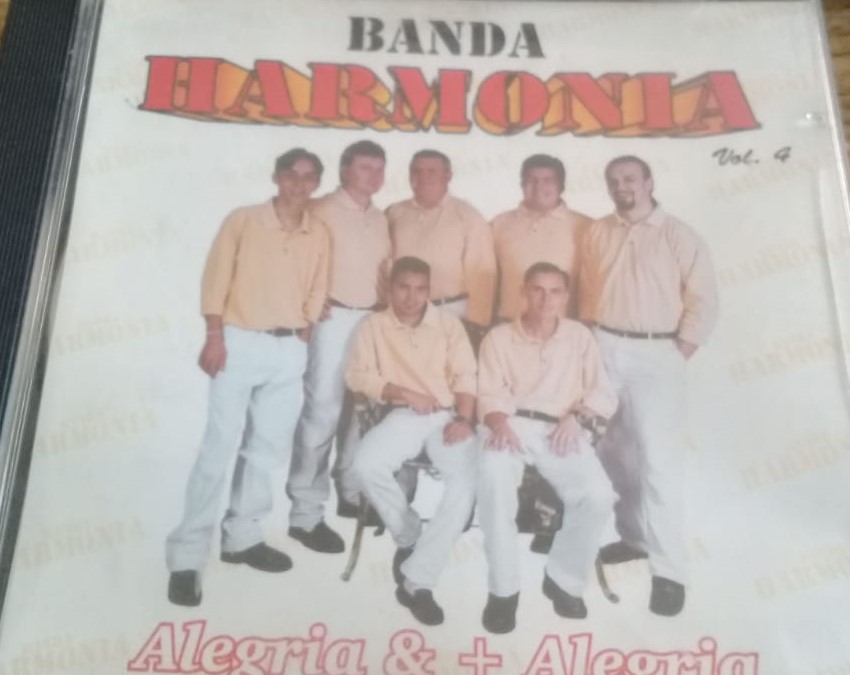 BANDA
HARMONIA
Vol. 4
Alegria & + Alegria